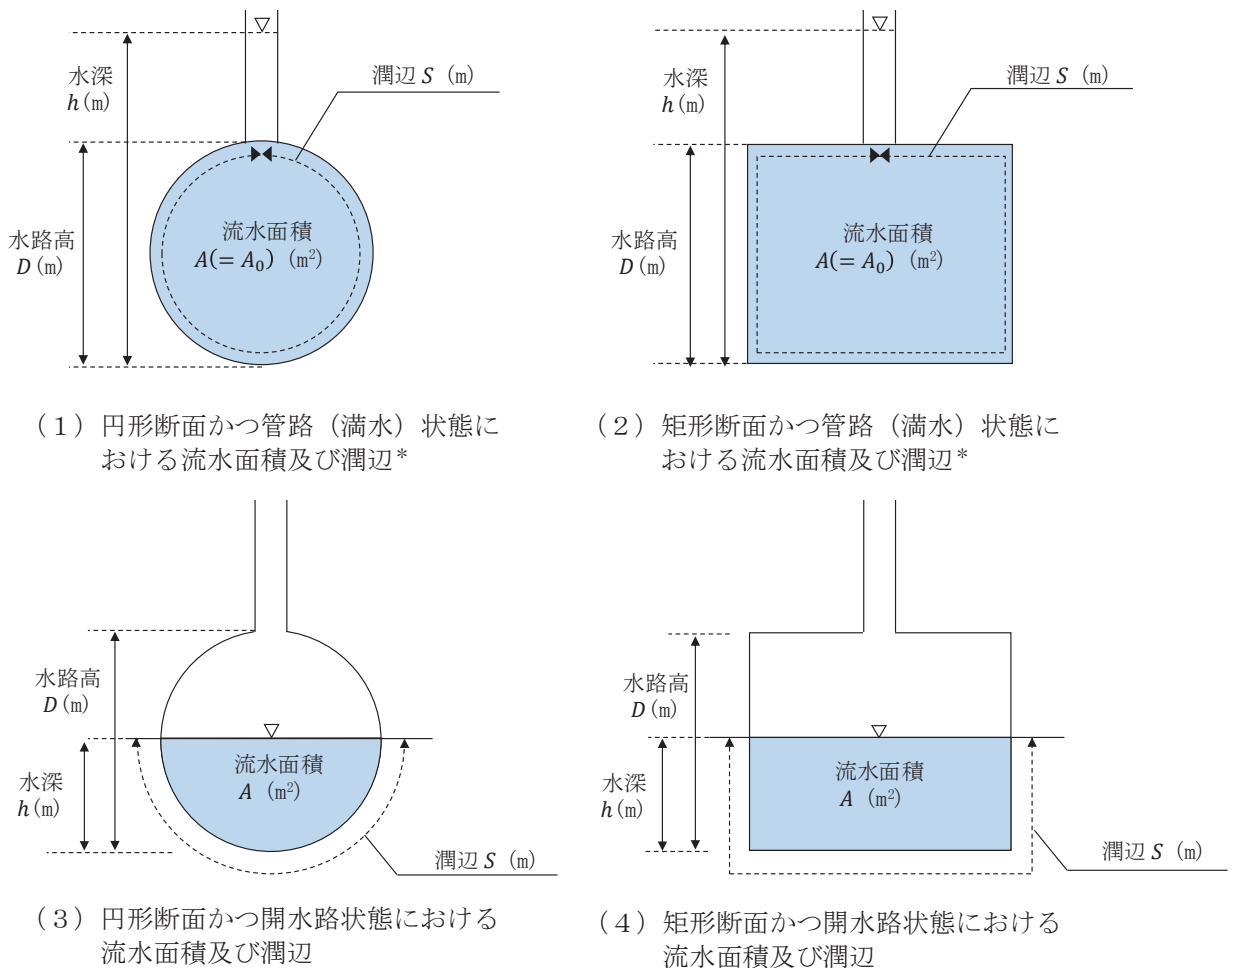 水深
h(m)
潤辺 S (m)
水路高
D(m)
流水面積
A(= A₀) (m²)
(1)円形断面かつ管路(満水)状態に
おける流水面積及び潤辺*
水深
h(m)
潤辺 S (m)
水路高
D(m)
流水面積
A(= A₀) (m²)
(2)矩形断面かつ管路(満水)状態に
おける流水面積及び潤辺*
水路高
D(m)
水深
h(m)
流水面積
A (m²)
潤辺 S (m)
(3)円形断面かつ開水路状態における
流水面積及び潤辺
水路高
D(m)
水深
h(m)
流水面積
A (m²)
潤辺 S (m)
(4)矩形断面かつ開水路状態における
流水面積及び潤辺